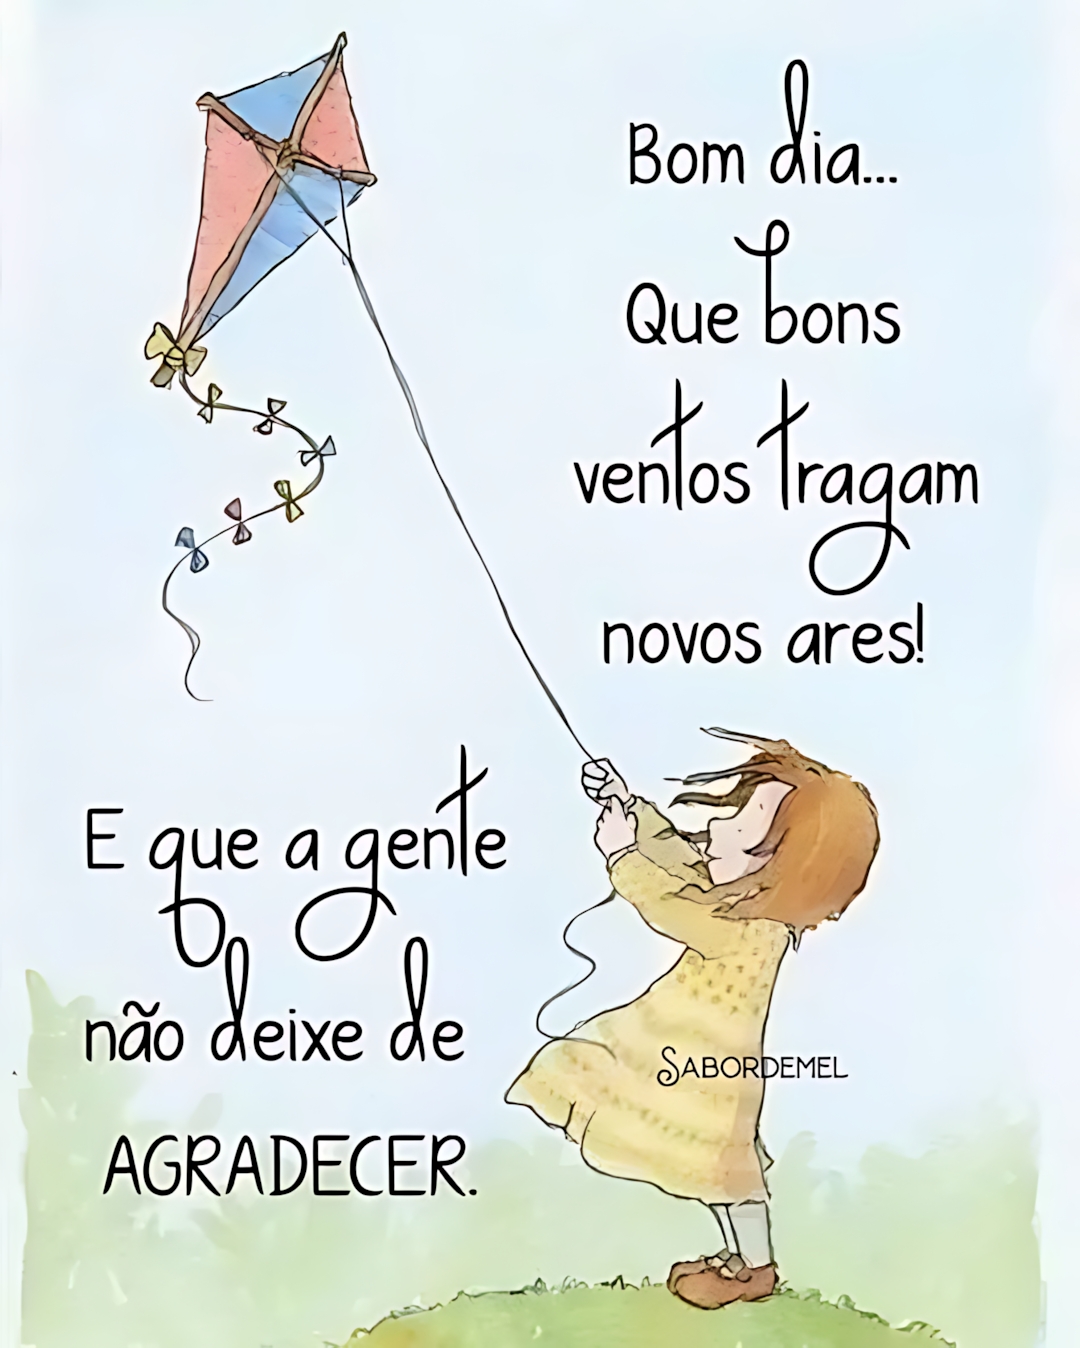 Bom dia...
Que bons
ventos tragam
novos ares!
E que a gente
não deixe de
AGRADECER.
SABORDEMEL